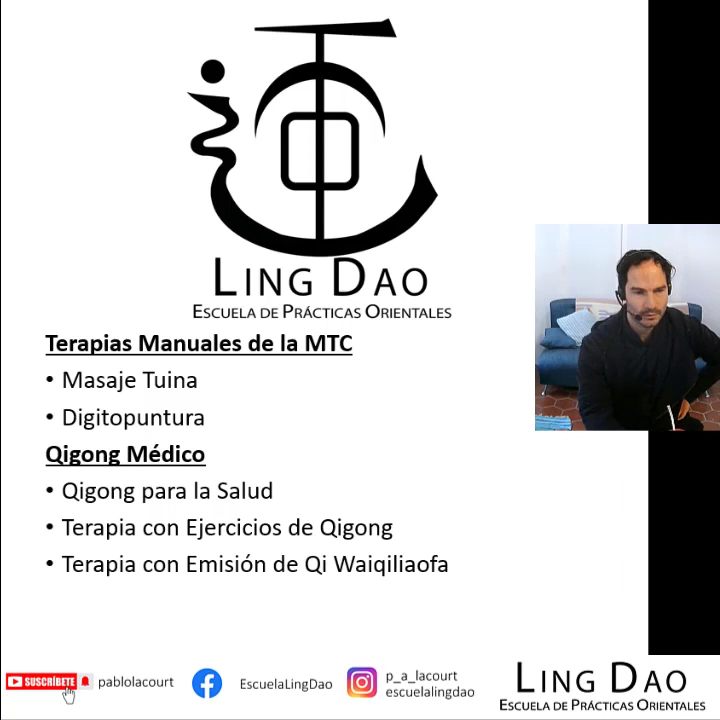 LING DAO
ESCUELA DE PRÁCTICAS ORIENTALES
Terapias Manuales de la MTC
• Masaje Tuina
• Digitopuntura
Qigong Médico
• Qigong para la Salud
• Terapia con Ejercicios de Qigong
• Terapia con Emisión de Qi Waiqiliaofa
SUSCRÍBETE
pablolacourt
EscuelaLingDao
p_a_lacourt
escuelalingdao
LING DAO
ESCUELA DE PRÁCTICAS ORIENTALES